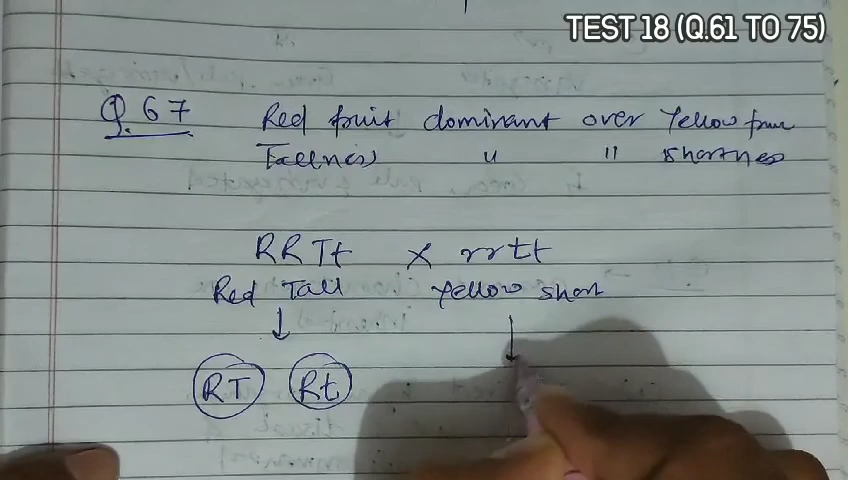 TEST 18 (Q.61 TO 75)
Q. 67 Red fruit dominant over Yellow
Tallness " " shortness
RRTt X rrtt
Red Tall Yellow short
RT Rt